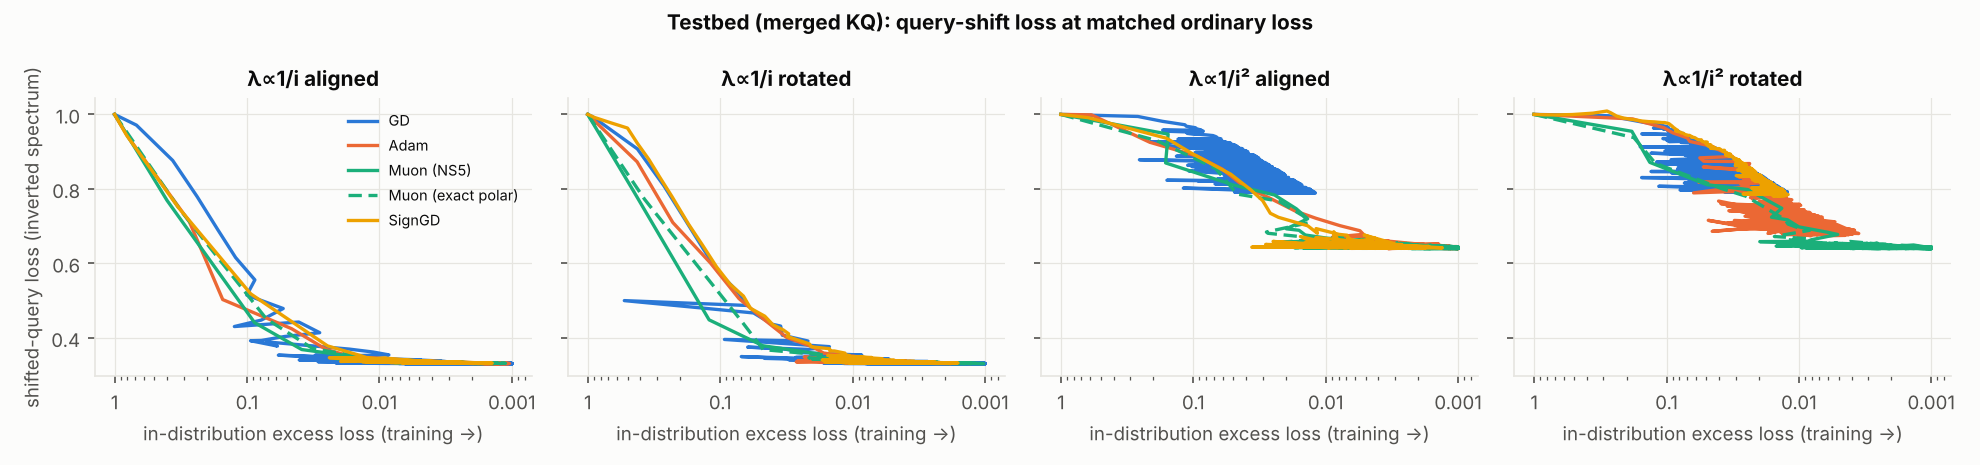 Testbed (merged KQ): query-shift loss at matched ordinary loss
λ∝1/i aligned
λ∝1/i rotated
λ∝1/i² aligned
λ∝1/i² rotated
shifted-query loss (inverted spectrum)
1.0
0.8
0.6
0.4
GD
Adam
Muon (NS5)
Muon (exact polar)
SignGD
1 0.1 0.01 0.001
1 0.1 0.01 0.001
1 0.1 0.01 0.001
1 0.1 0.01 0.001
in-distribution excess loss (training →)
in-distribution excess loss (training →)
in-distribution excess loss (training →)
in-distribution excess loss (training →)